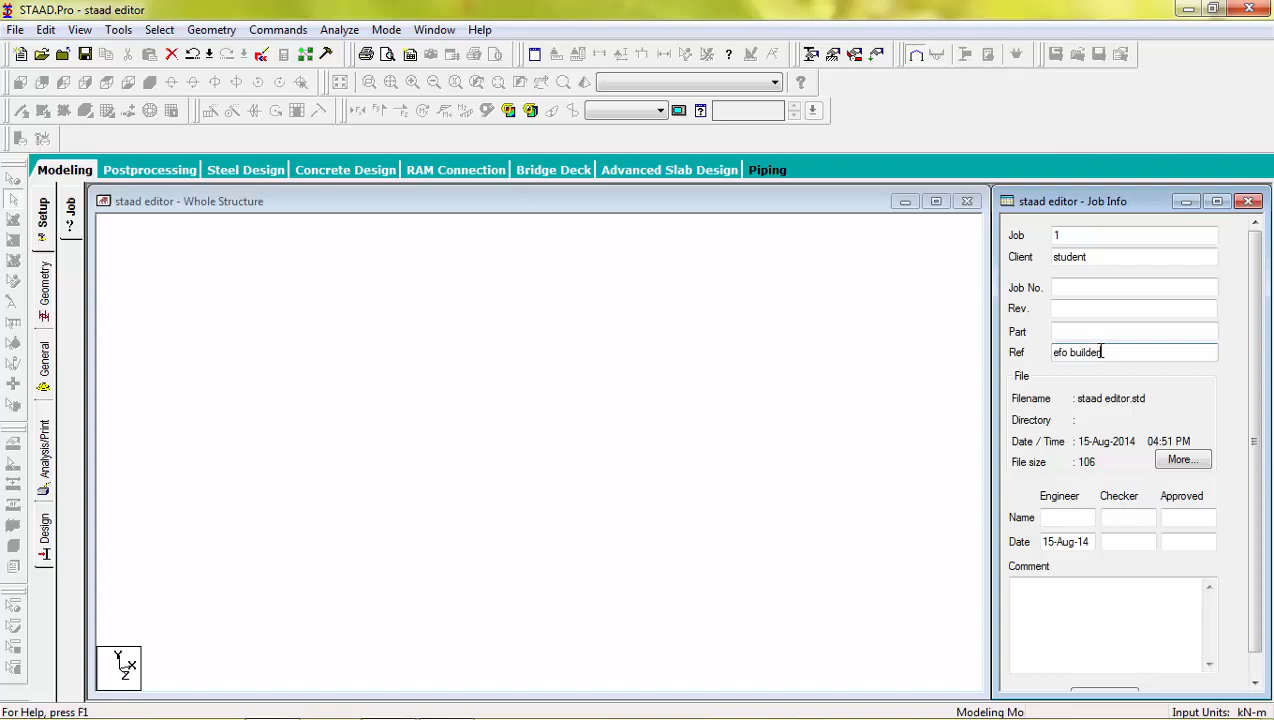 STAAD.Pro - staad editor
File Edit View Tools Select Geometry Commands Analyze Mode Window Help
Modeling Postprocessing Steel Design Concrete Design RAM Connection Bridge Deck Advanced Slab Design Piping
Setup
Geometry
General
Analysis/Print
Design
Job
staad editor - Whole Structure
Y
X
Z
staad editor - Job Info
Job 1
Client student
Job No.
Rev.
Part
Ref efo builder
File
Filename : staad editor.std
Directory :
Date / Time : 15-Aug-2014 04:51 PM
File size : 106 More...
Engineer Checker Approved
Name
Date 15-Aug-14
Comment
For Help, press F1 Modeling Mo Input Units: kN-m